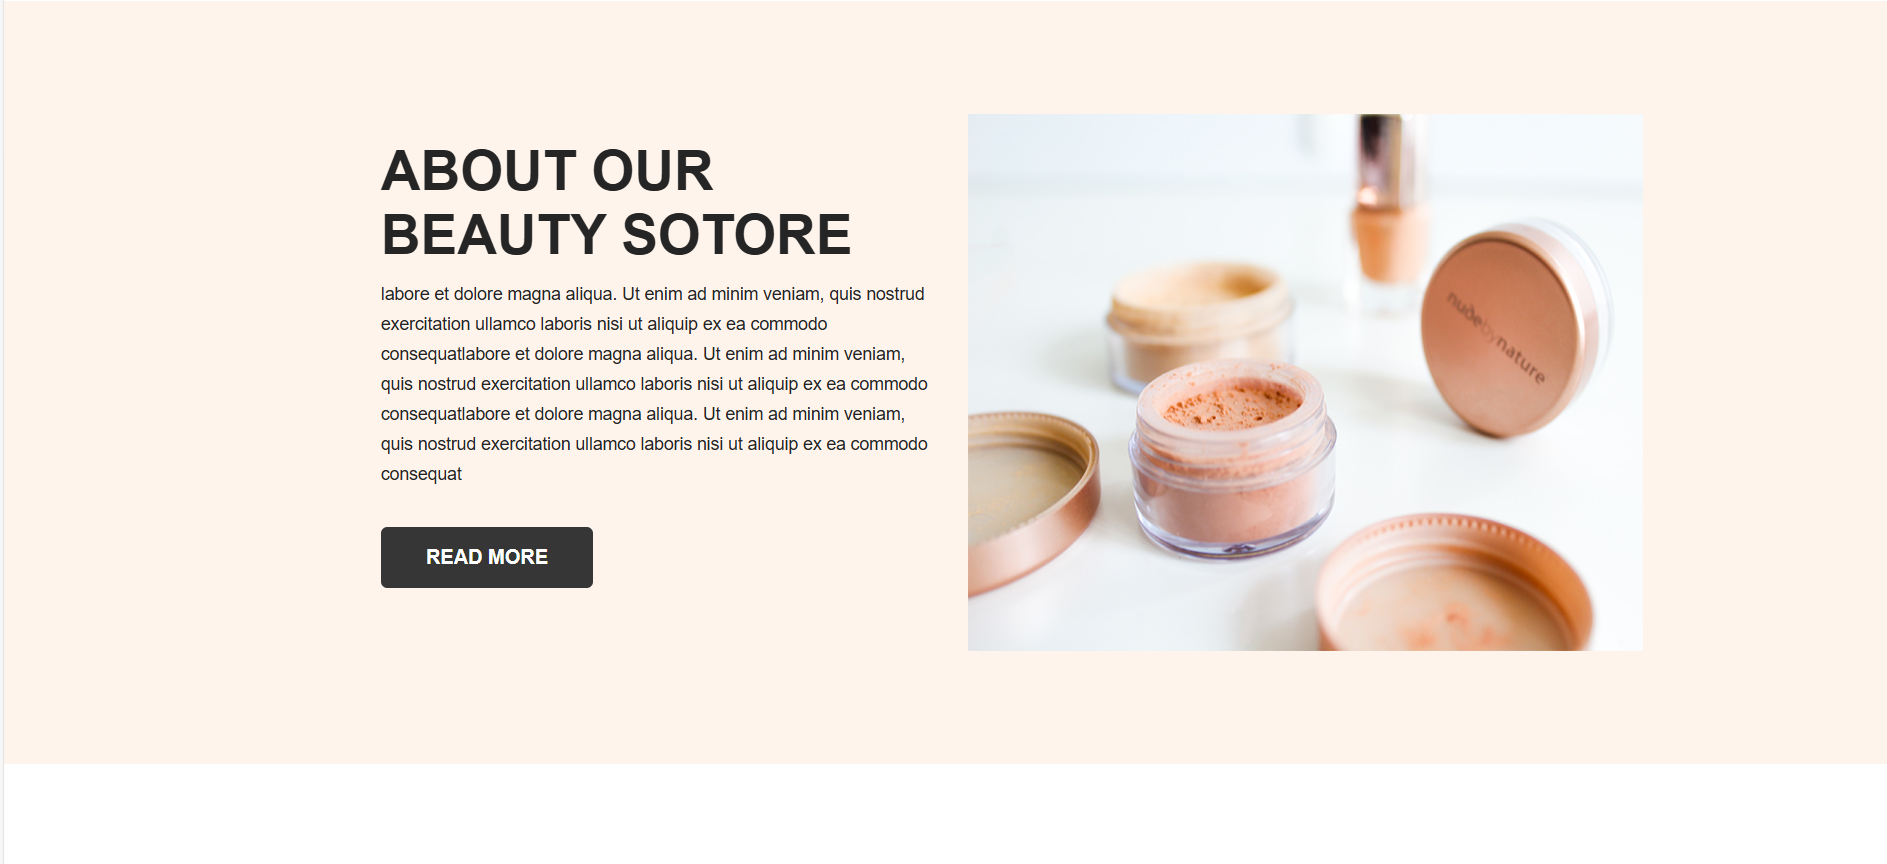 ABOUT OUR
BEAUTY SOTORE
labore et dolore magna aliqua. Ut enim ad minim veniam, quis nostrud
exercitation ullamco laboris nisi ut aliquip ex ea commodo
consequatlabore et dolore magna aliqua. Ut enim ad minim veniam,
quis nostrud exercitation ullamco laboris nisi ut aliquip ex ea commodo
consequatlabore et dolore magna aliqua. Ut enim ad minim veniam,
quis nostrud exercitation ullamco laboris nisi ut aliquip ex ea commodo
consequat
READ MORE
nudebynature